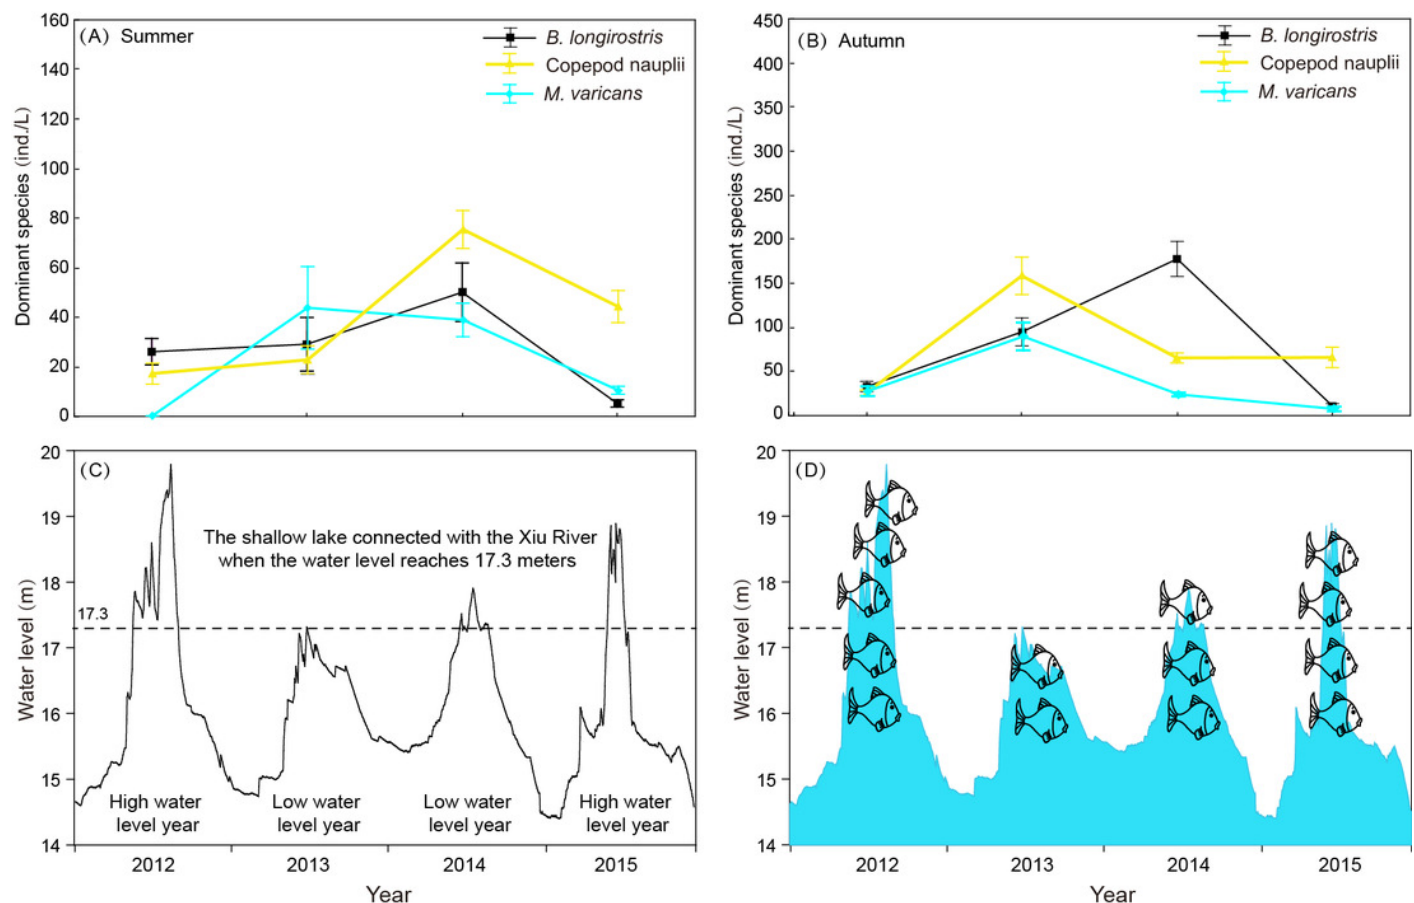 (A) Summer
B. longirostris
Copepod nauplii
M. varicans
Dominant species (ind./L)
160
140
120
100
80
60
40
20
0
(B) Autumn
B. longirostris
Copepod nauplii
M. varicans
Dominant species (ind./L)
450
400
350
300
250
200
150
100
50
0
(C)
The shallow lake connected with the Xiu River
when the water level reaches 17.3 meters
17.3
Water level (m)
20
19
18
17
16
15
14
High water
level year
Low water
level year
Low water
level year
High water
level year
2012
2013
2014
2015
Year
(D)
Water level (m)
20
19
18
17
16
15
14
2012
2013
2014
2015
Year